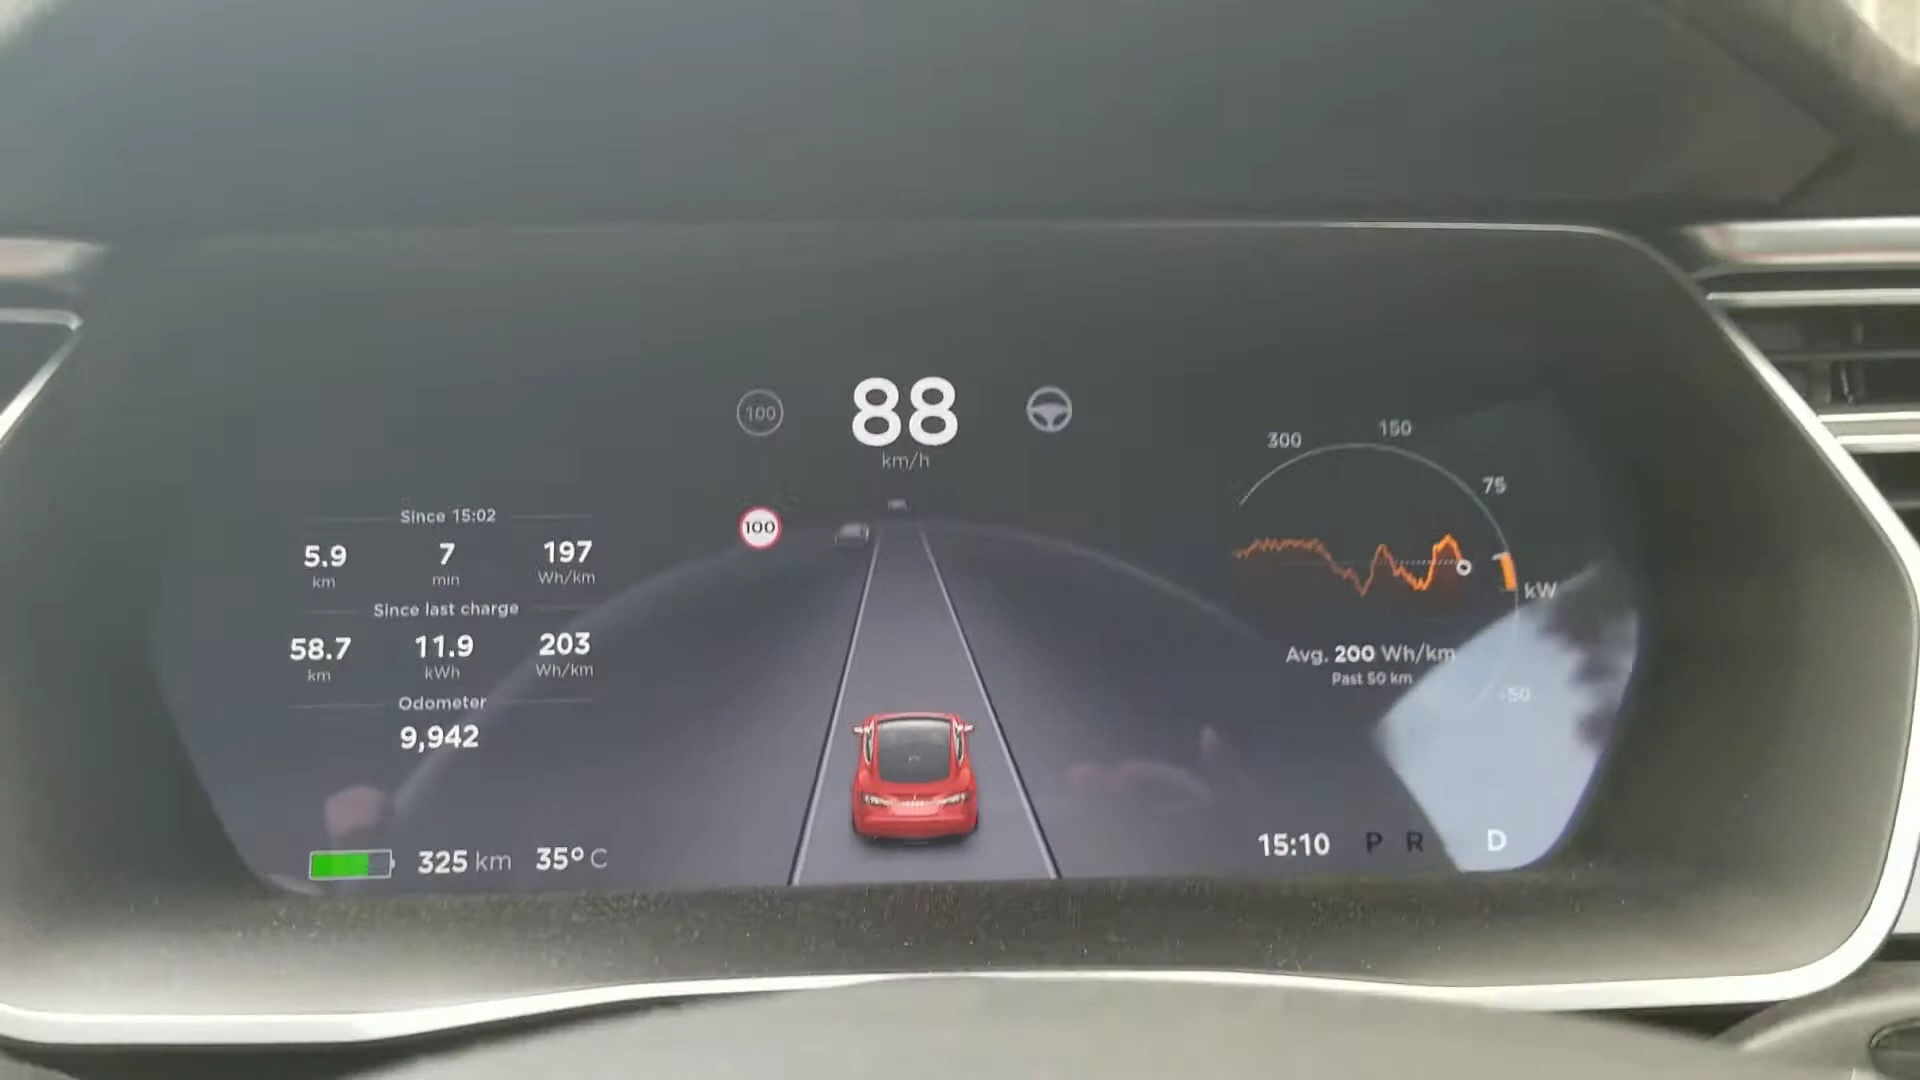 100
88
km/h
100
Since 15:02
5.9 7 197
km min Wh/km
Since last charge
58.7 11.9 203
km kWh Wh/km
Odometer
9,942
325 km 35° C
300 150
75
kW
-50
Avg. 200 Wh/km
Past 50 km
15:10 P R D